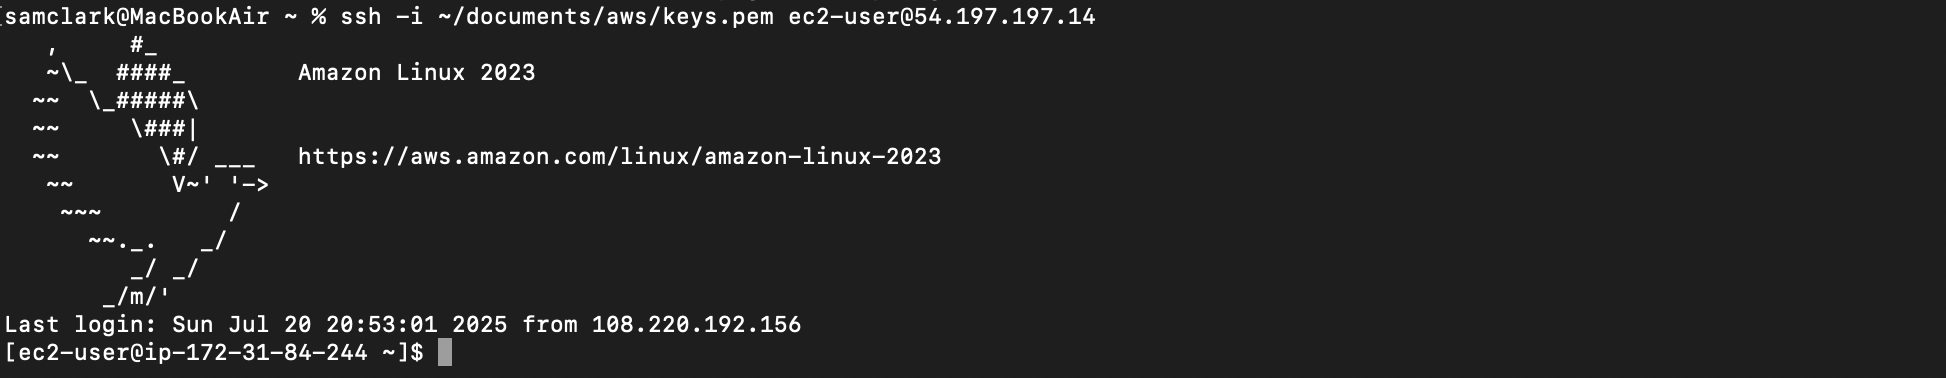 [samclark@MacBookAir ~ % ssh -i ~/documents/aws/keys.pem ec2-user@54.197.197.14
   ,     #_
   ~\_  ####_        Amazon Linux 2023
  ~~  \_#####\
  ~~     \###|
  ~~       \#/ ___   https://aws.amazon.com/linux/amazon-linux-2023
   ~~       V~' '->
    ~~~         /
      ~~._.   _/
         _/ _/
       _/m/'
Last login: Sun Jul 20 20:53:01 2025 from 108.220.192.156
[ec2-user@ip-172-31-84-244 ~]$